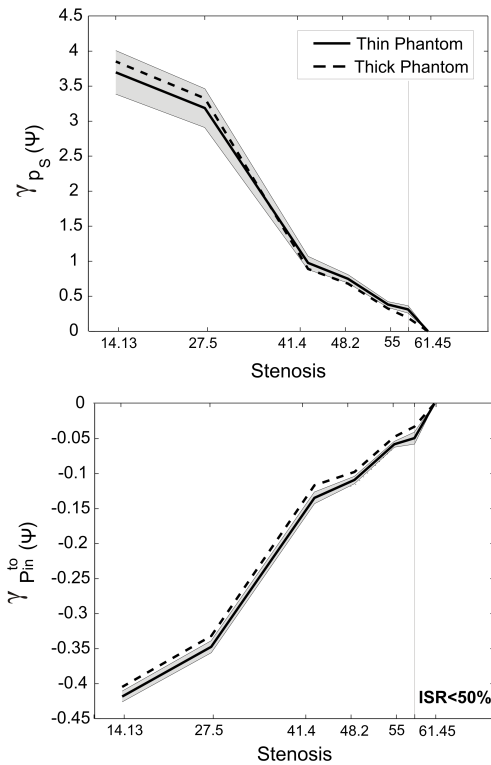 4.5
4
3.5
3
2.5
2
1.5
1
0.5
0
γ p S (Ψ)
Thin Phantom
Thick Phantom
14.13 27.5 41.4 48.2 55 61.45
Stenosis
0
-0.05
-0.1
-0.15
-0.2
-0.25
-0.3
-0.35
-0.4
-0.45
γ to Pin (Ψ)
ISR<50%
14.13 27.5 41.4 48.2 55 61.45
Stenosis